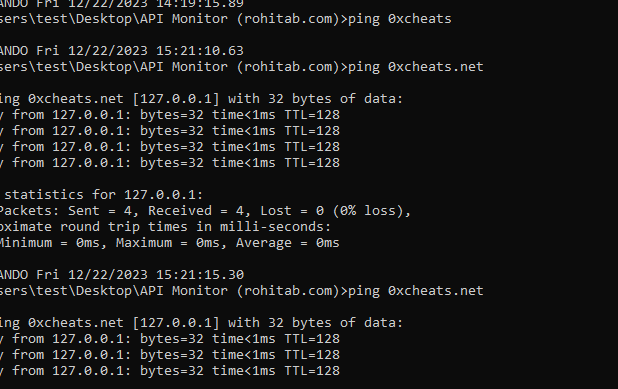 ANDO Fri 12/22/2023 14:19:15.89
sers\test\Desktop\API Monitor (rohitab.com)>ping 0xcheats
ANDO Fri 12/22/2023 15:21:10.63
sers\test\Desktop\API Monitor (rohitab.com)>ping 0xcheats.net
ing 0xcheats.net [127.0.0.1] with 32 bytes of data:
y from 127.0.0.1: bytes=32 time<1ms TTL=128
y from 127.0.0.1: bytes=32 time<1ms TTL=128
y from 127.0.0.1: bytes=32 time<1ms TTL=128
y from 127.0.0.1: bytes=32 time<1ms TTL=128
statistics for 127.0.0.1:
Packets: Sent = 4, Received = 4, Lost = 0 (0% loss),
oximate round trip times in milli-seconds:
Minimum = 0ms, Maximum = 0ms, Average = 0ms
ANDO Fri 12/22/2023 15:21:15.30
sers\test\Desktop\API Monitor (rohitab.com)>ping 0xcheats.net
ing 0xcheats.net [127.0.0.1] with 32 bytes of data:
y from 127.0.0.1: bytes=32 time<1ms TTL=128
y from 127.0.0.1: bytes=32 time<1ms TTL=128
y from 127.0.0.1: bytes=32 time<1ms TTL=128